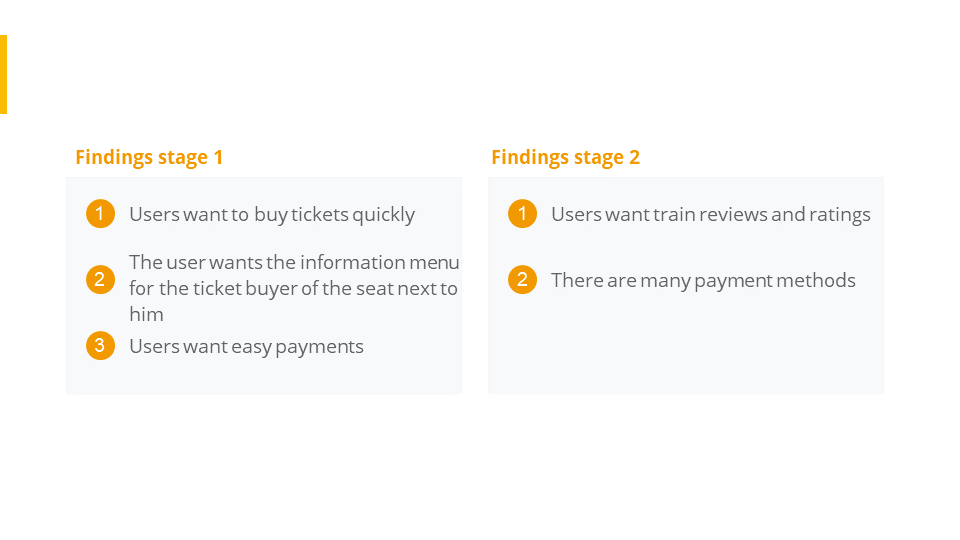 Findings stage 1
1 Users want to buy tickets quickly
2 The user wants the information menu
for the ticket buyer of the seat next to
him
3 Users want easy payments
Findings stage 2
1 Users want train reviews and ratings
2 There are many payment methods